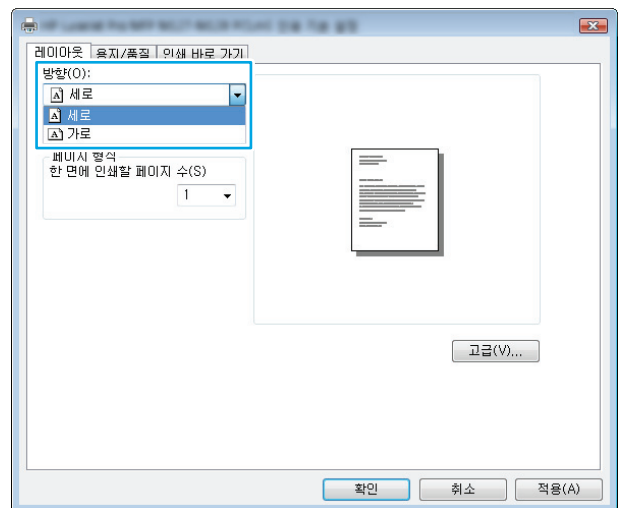 레이아웃 용지/품질 인쇄 바로 가기
방향(O):
세로
세로
가로
페이지 형식
한 면에 인쇄할 페이지 수(S)
1
고급(V)...
확인 취소 적용(A)